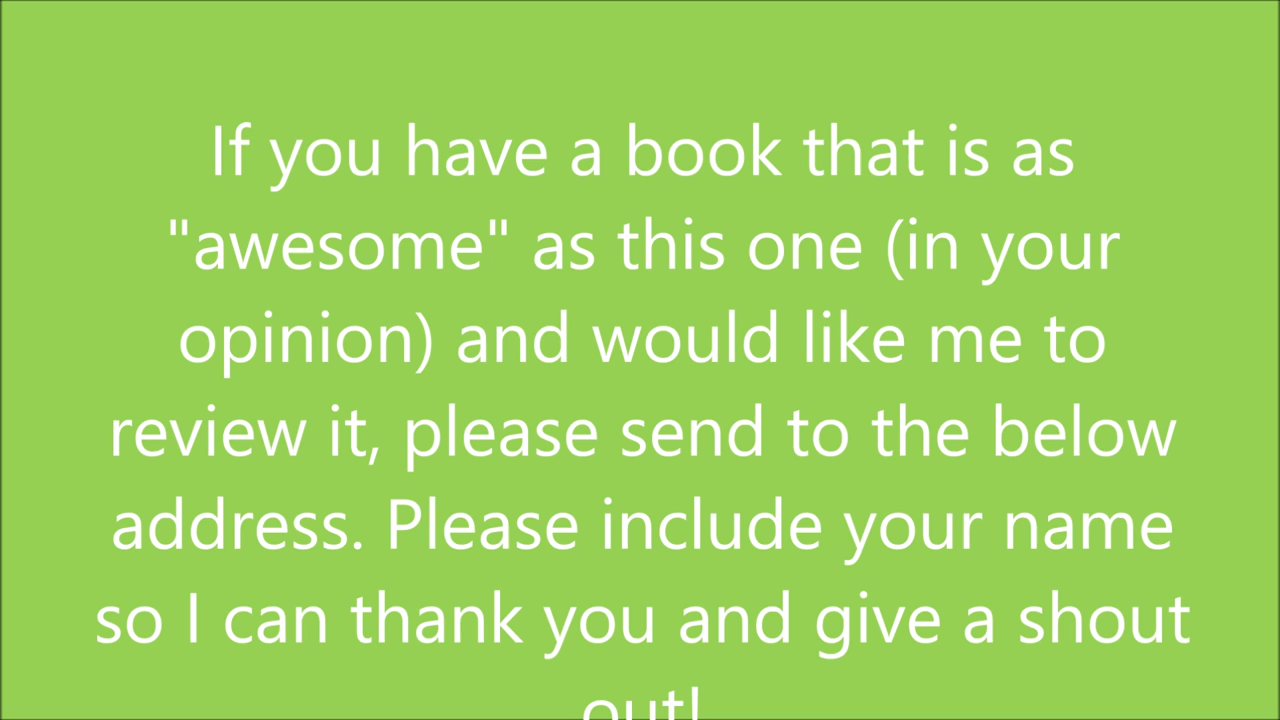 If you have a book that is as
"awesome" as this one (in your
opinion) and would like me to
review it, please send to the below
address. Please include your name
so I can thank you and give a shout
out!